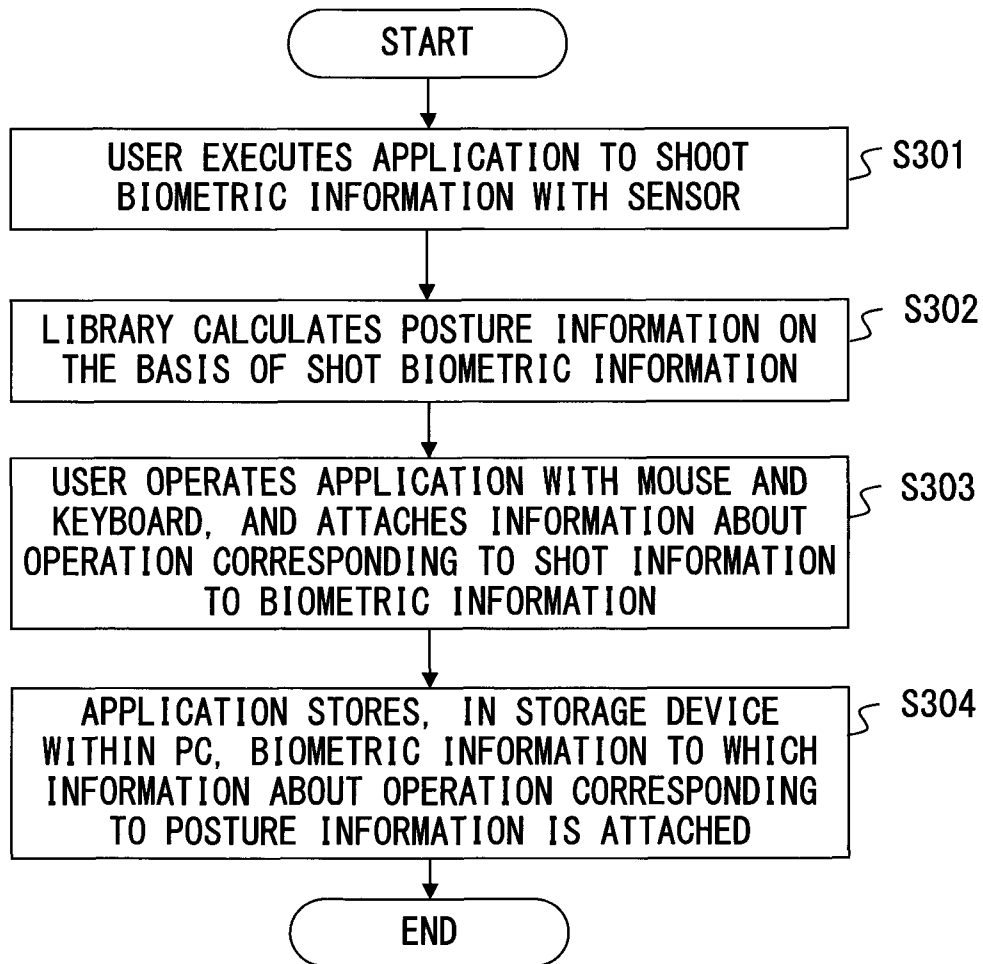 START
USER EXECUTES APPLICATION TO SHOOT
BIOMETRIC INFORMATION WITH SENSOR
S301
LIBRARY CALCULATES POSTURE INFORMATION ON
THE BASIS OF SHOT BIOMETRIC INFORMATION
S302
USER OPERATES APPLICATION WITH MOUSE AND
KEYBOARD, AND ATTACHES INFORMATION ABOUT
OPERATION CORRESPONDING TO SHOT INFORMATION
TO BIOMETRIC INFORMATION
S303
APPLICATION STORES, IN STORAGE DEVICE
WITHIN PC, BIOMETRIC INFORMATION TO WHICH
INFORMATION ABOUT OPERATION CORRESPONDING
TO POSTURE INFORMATION IS ATTACHED
S304
END